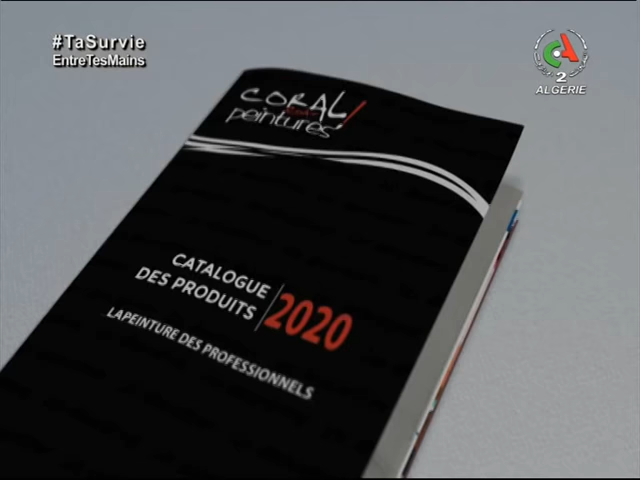 #TaSurvie
EntreTesMains
2
ALGERIE
CORAL
peintures
CATALOGUE
DES PRODUITS
2020
LAPEINTURE DES PROFESSIONNELS